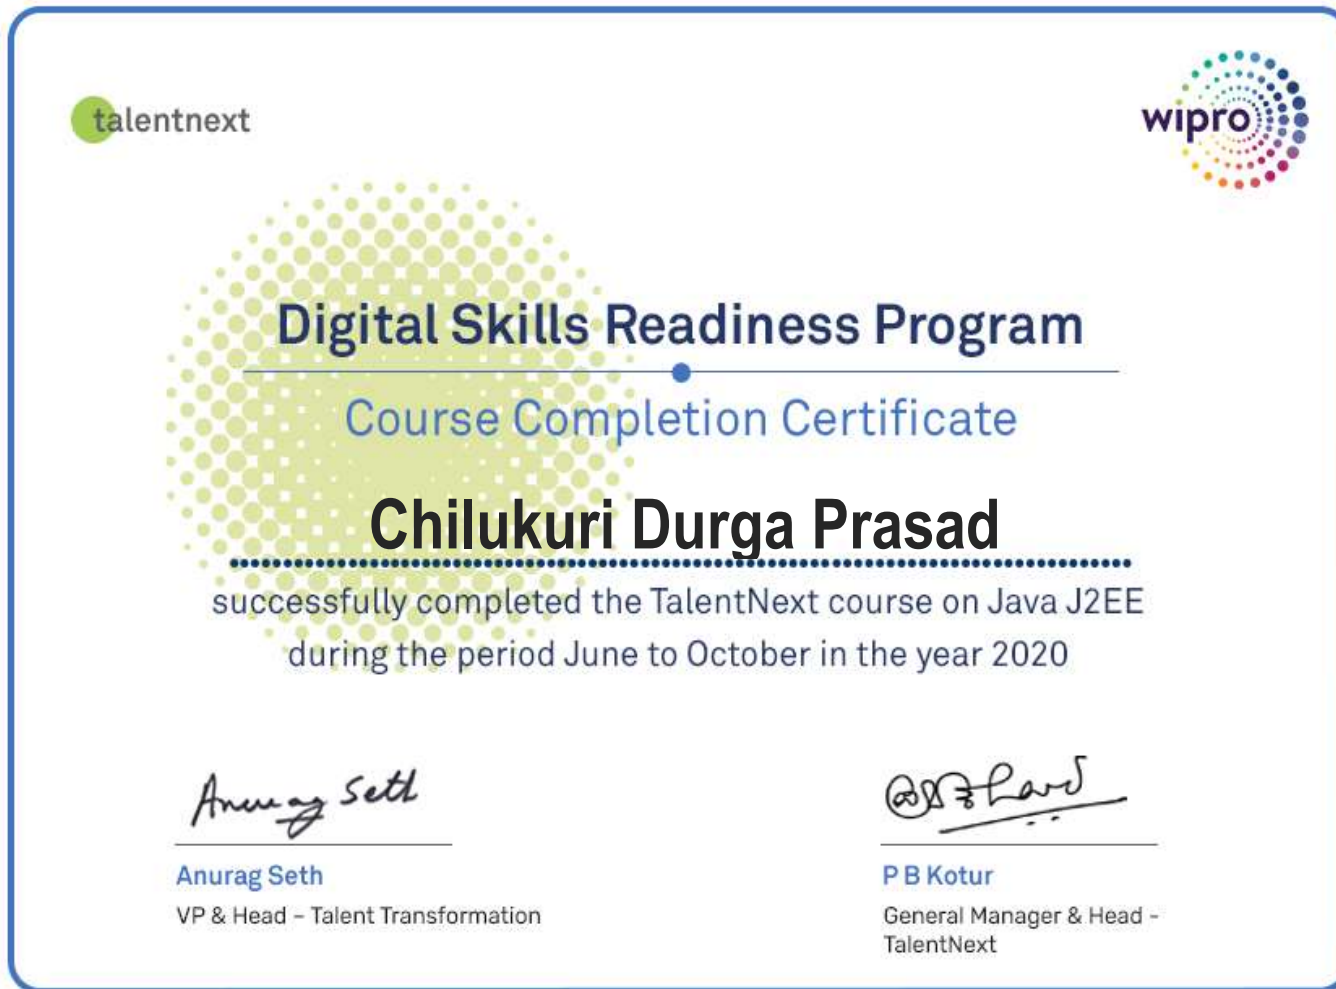 talentnext
wipro
Digital Skills Readiness Program
Course Completion Certificate
Chilukuri Durga Prasad
successfully completed the TalentNext course on Java J2EE
during the period June to October in the year 2020
Anurag Seth
Anurag Seth
VP & Head – Talent Transformation
P B Kotur
General Manager & Head -
TalentNext